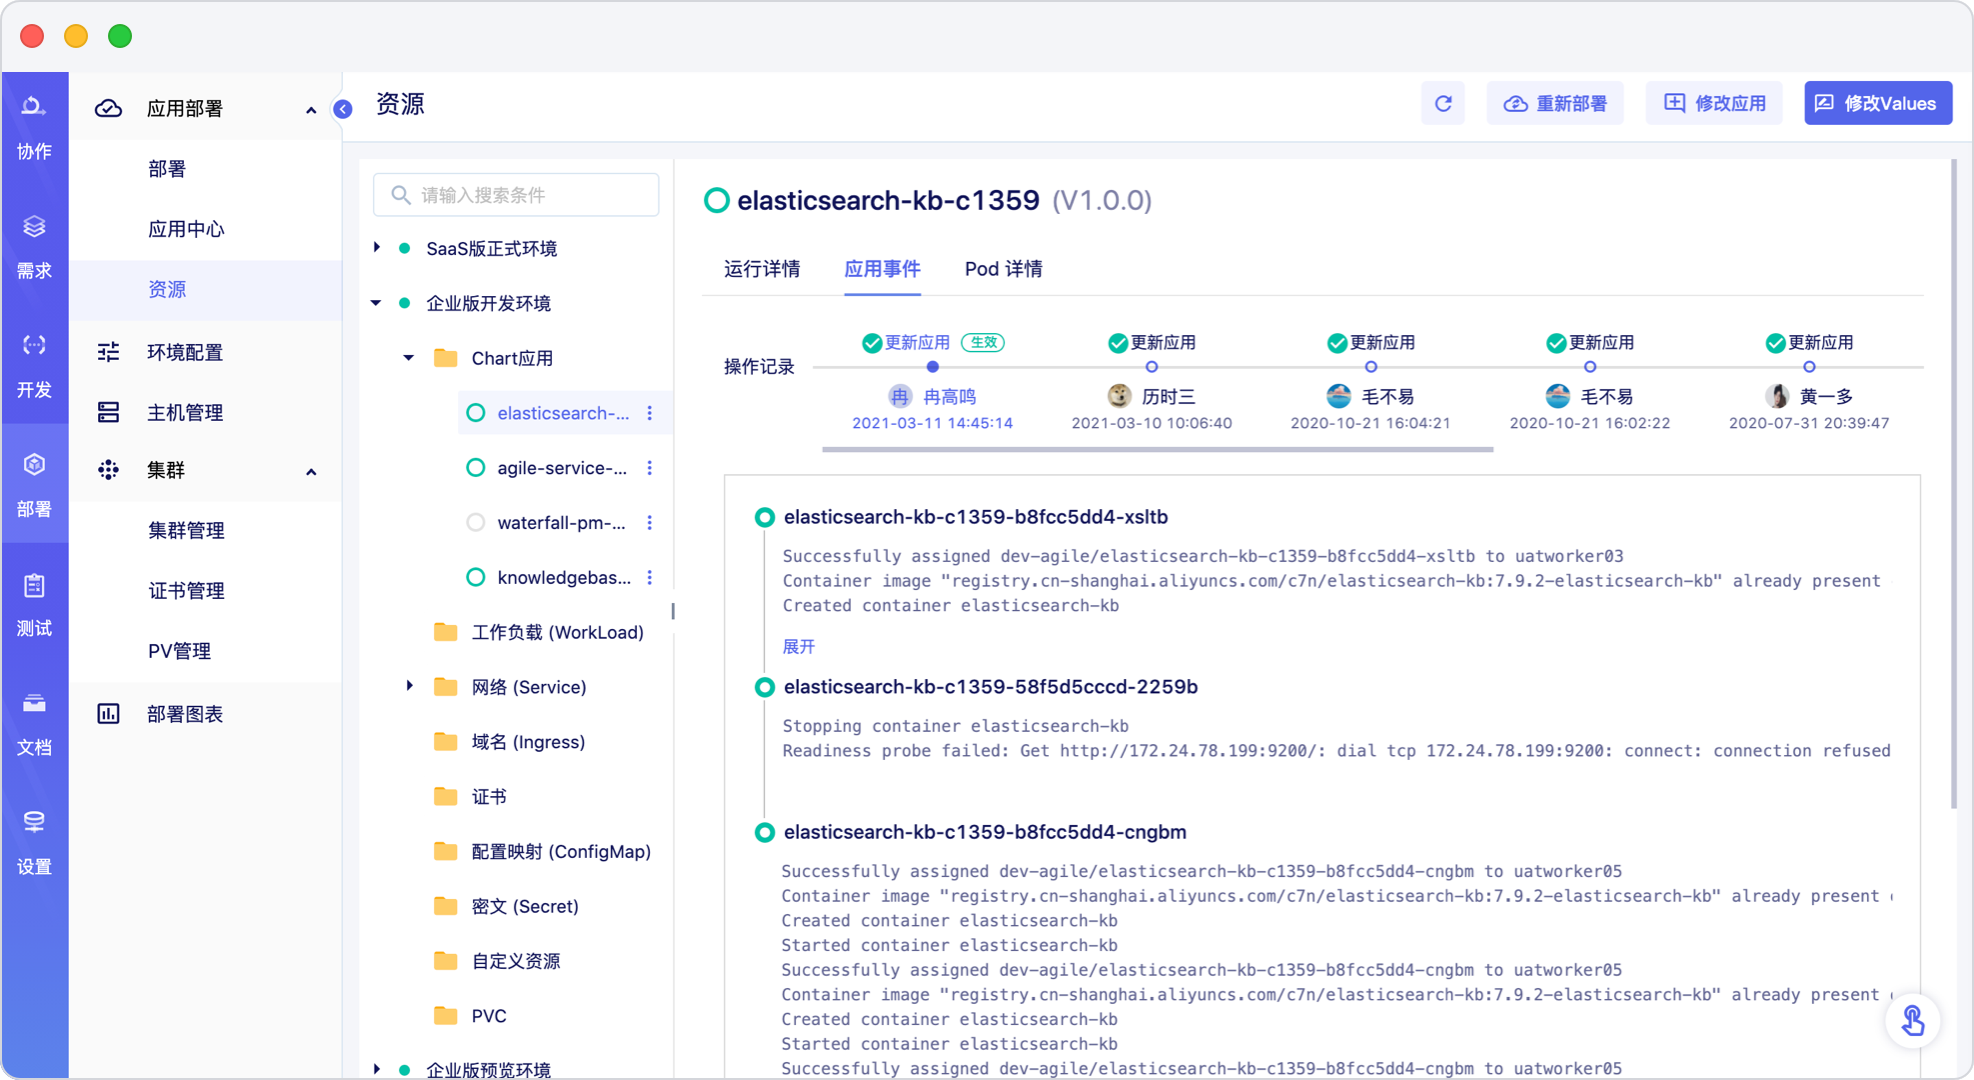 协作
需求
开发
部署
测试
文档
设置
应用部署
部署
应用中心
资源
环境配置
主机管理
集群
集群管理
证书管理
PV管理
部署图表
资源
重新部署
修改应用
修改Values
请输入搜索条件
SaaS版正式环境
企业版开发环境
Chart应用
elasticsearch-...
agile-service-...
waterfall-pm-...
knowledgebas...
工作负载 (WorkLoad)
网络 (Service)
域名 (Ingress)
证书
配置映射 (ConfigMap)
密文 (Secret)
自定义资源
PVC
企业版预览环境
elasticsearch-kb-c1359 (V1.0.0)
运行详情 应用事件 Pod 详情
操作记录
更新应用 生效
冉 冉高鸣
2021-03-11 14:45:14
更新应用
历时三
2021-03-10 10:06:40
更新应用
毛不易
2020-10-21 16:04:21
更新应用
毛不易
2020-10-21 16:02:22
更新应用
黄一多
2020-07-31 20:39:47
elasticsearch-kb-c1359-b8fcc5dd4-xsltb
Successfully assigned dev-agile/elasticsearch-kb-c1359-b8fcc5dd4-xsltb to uatworker03
Container image "registry.cn-shanghai.aliyuncs.com/c7n/elasticsearch-kb:7.9.2-elasticsearch-kb" already present
Created container elasticsearch-kb
展开
elasticsearch-kb-c1359-58f5d5cccd-2259b
Stopping container elasticsearch-kb
Readiness probe failed: Get http://172.24.78.199:9200/: dial tcp 172.24.78.199:9200: connect: connection refused
elasticsearch-kb-c1359-b8fcc5dd4-cngbm
Successfully assigned dev-agile/elasticsearch-kb-c1359-b8fcc5dd4-cngbm to uatworker05
Container image "registry.cn-shanghai.aliyuncs.com/c7n/elasticsearch-kb:7.9.2-elasticsearch-kb" already present
Created container elasticsearch-kb
Started container elasticsearch-kb
Successfully assigned dev-agile/elasticsearch-kb-c1359-b8fcc5dd4-cngbm to uatworker05
Container image "registry.cn-shanghai.aliyuncs.com/c7n/elasticsearch-kb:7.9.2-elasticsearch-kb" already present
Created container elasticsearch-kb
Started container elasticsearch-kb
Successfully assigned dev-agile/elasticsearch-kb-c1359-b8fcc5dd4-cngbm to uatworker05